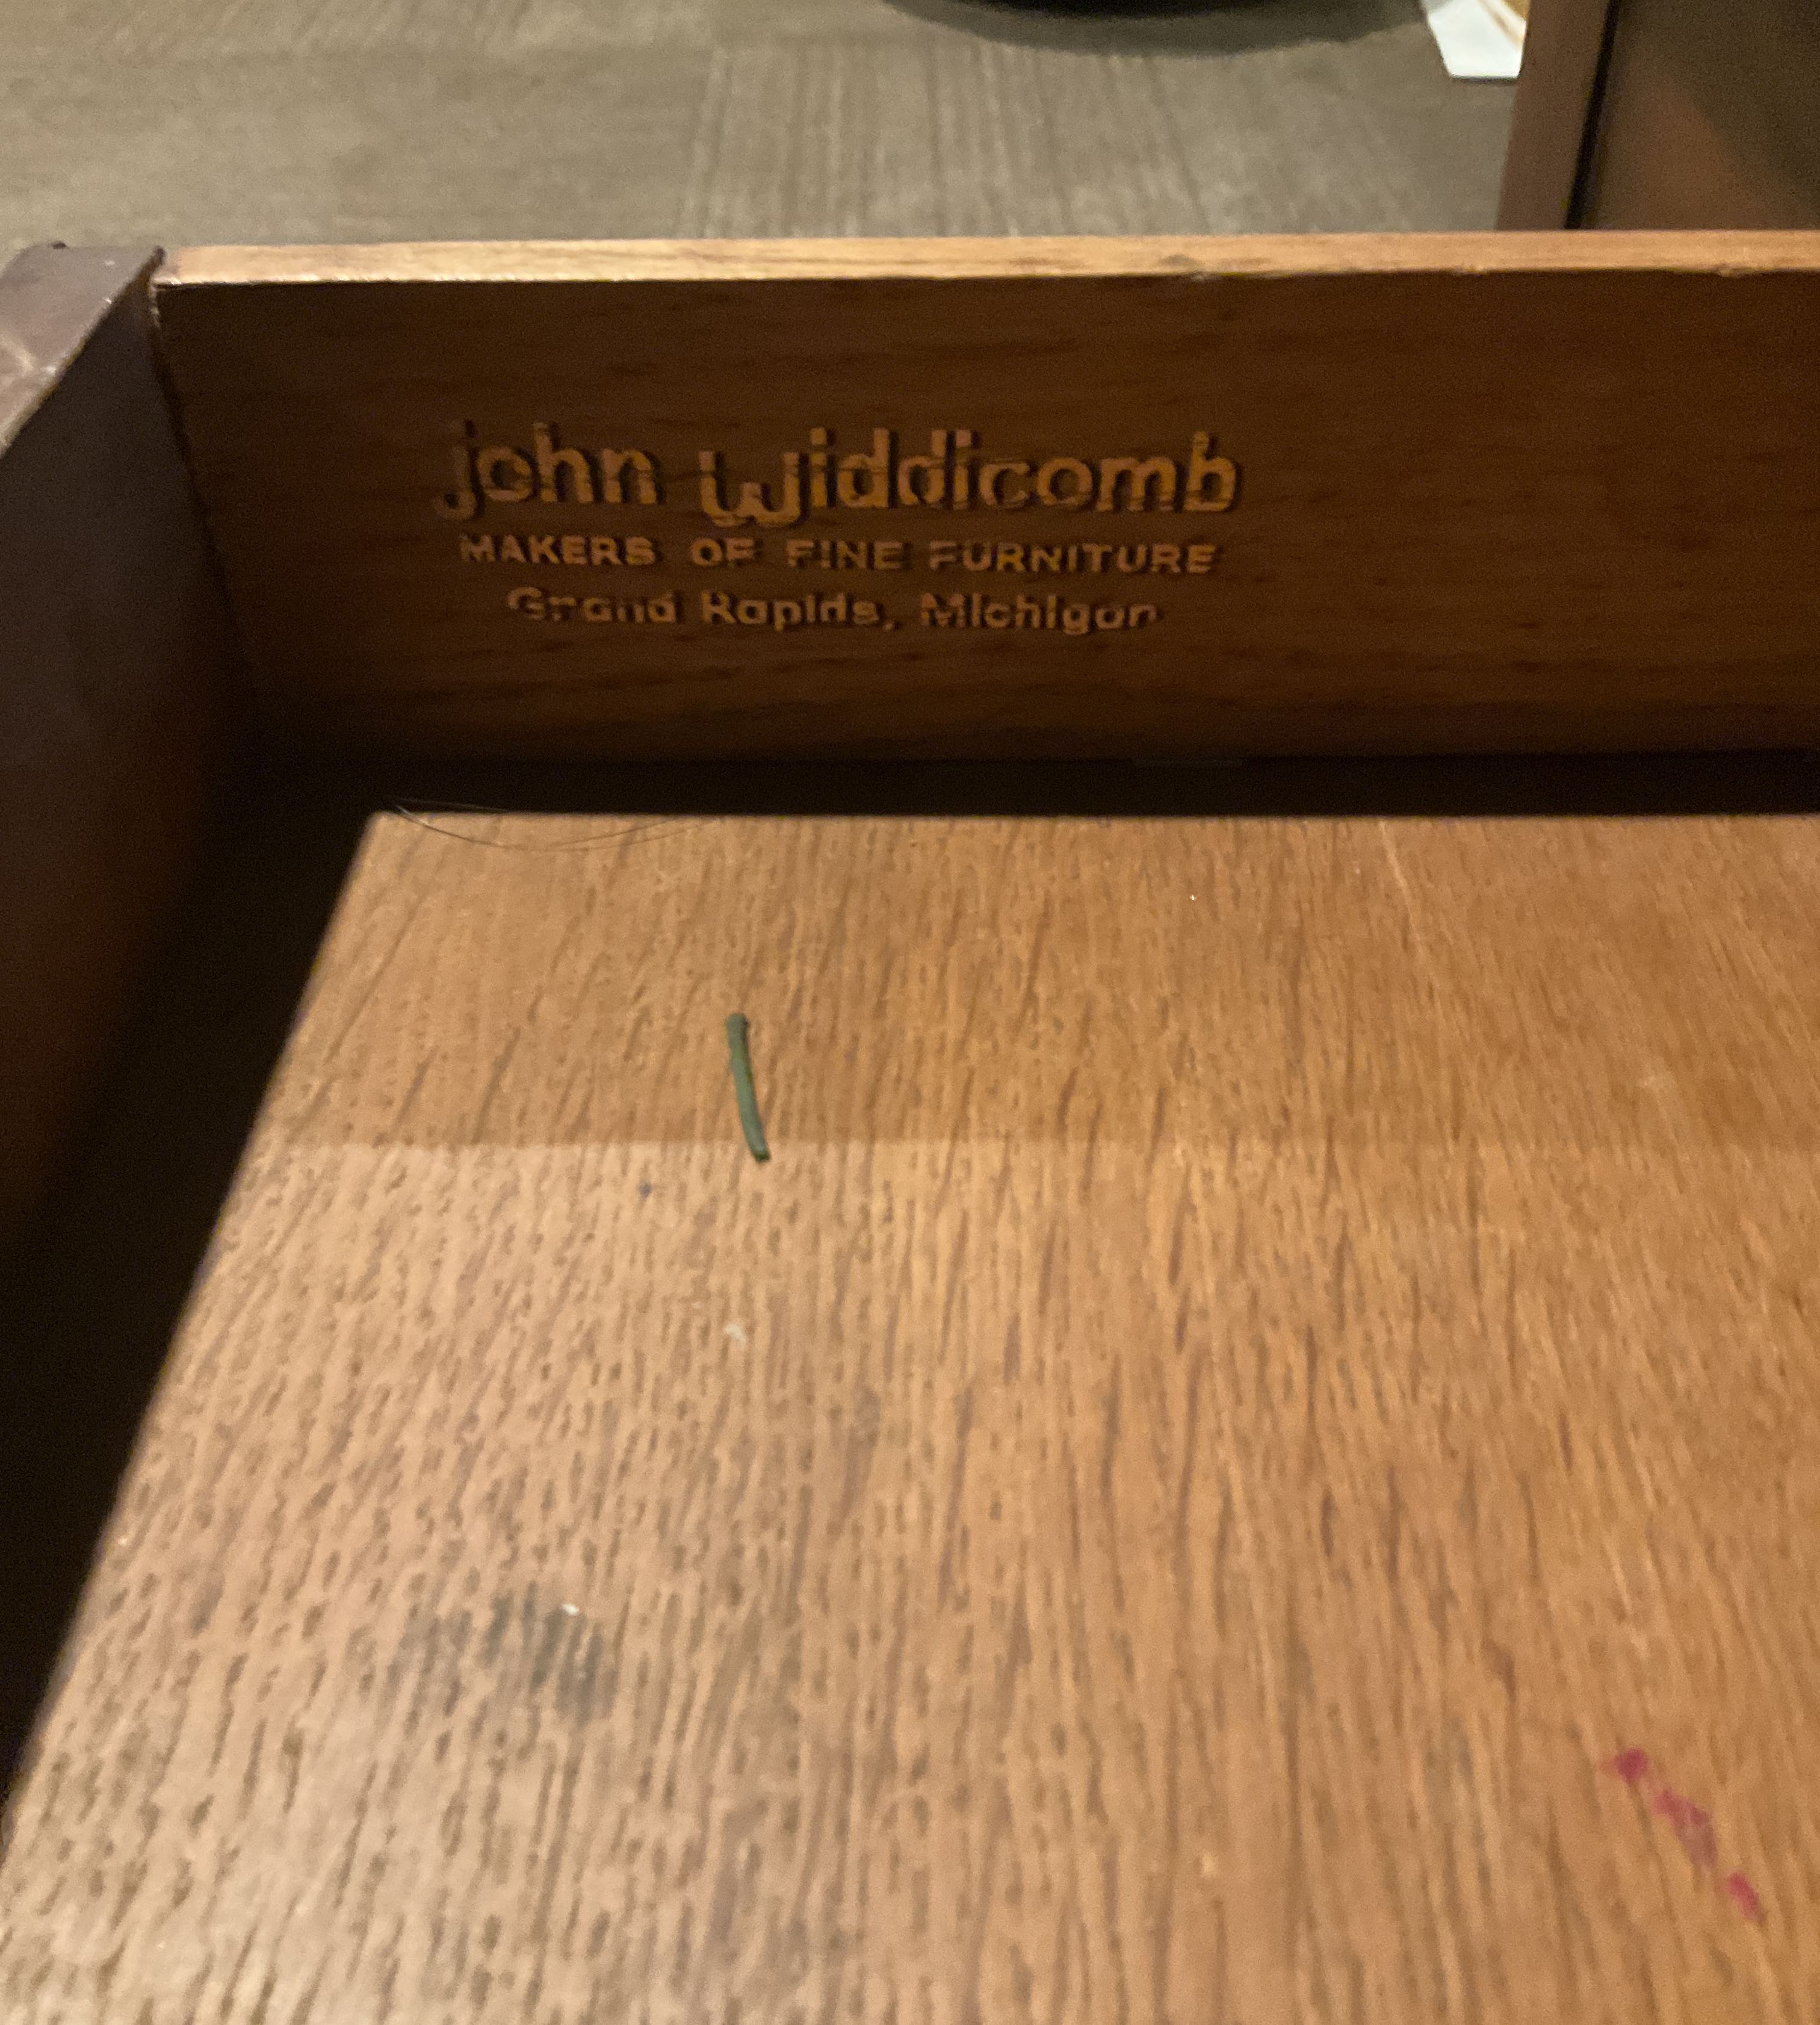 john widdicomb
MAKERS OF FINE FURNITURE
Grand Rapids, Michigan